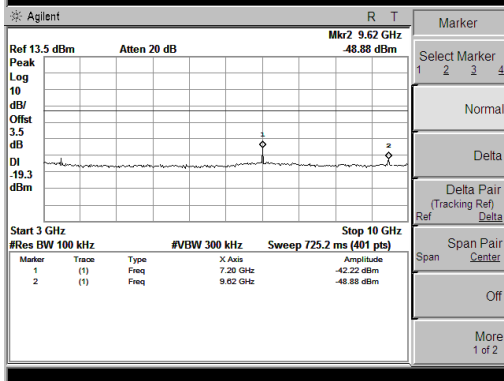 Agilent R T
Mkr2 9.62 GHz
Ref 13.5 dBm Atten 20 dB -48.88 dBm
Peak
Log
10
dB/
Offst
3.5
dB
DI
-19.3
dBm
1
2
Start 3 GHz Stop 10 GHz
#Res BW 100 kHz #VBW 300 kHz Sweep 725.2 ms (401 pts)
Marker Trace Type X Axis Amplitude
1 (1) Freq 7.20 GHz -42.22 dBm
2 (1) Freq 9.62 GHz -48.88 dBm
Marker
Select Marker
1 2 3 4
Normal
Delta
Delta Pair
(Tracking Ref)
Ref Delta
Span Pair
Span Center
Off
More
1 of 2